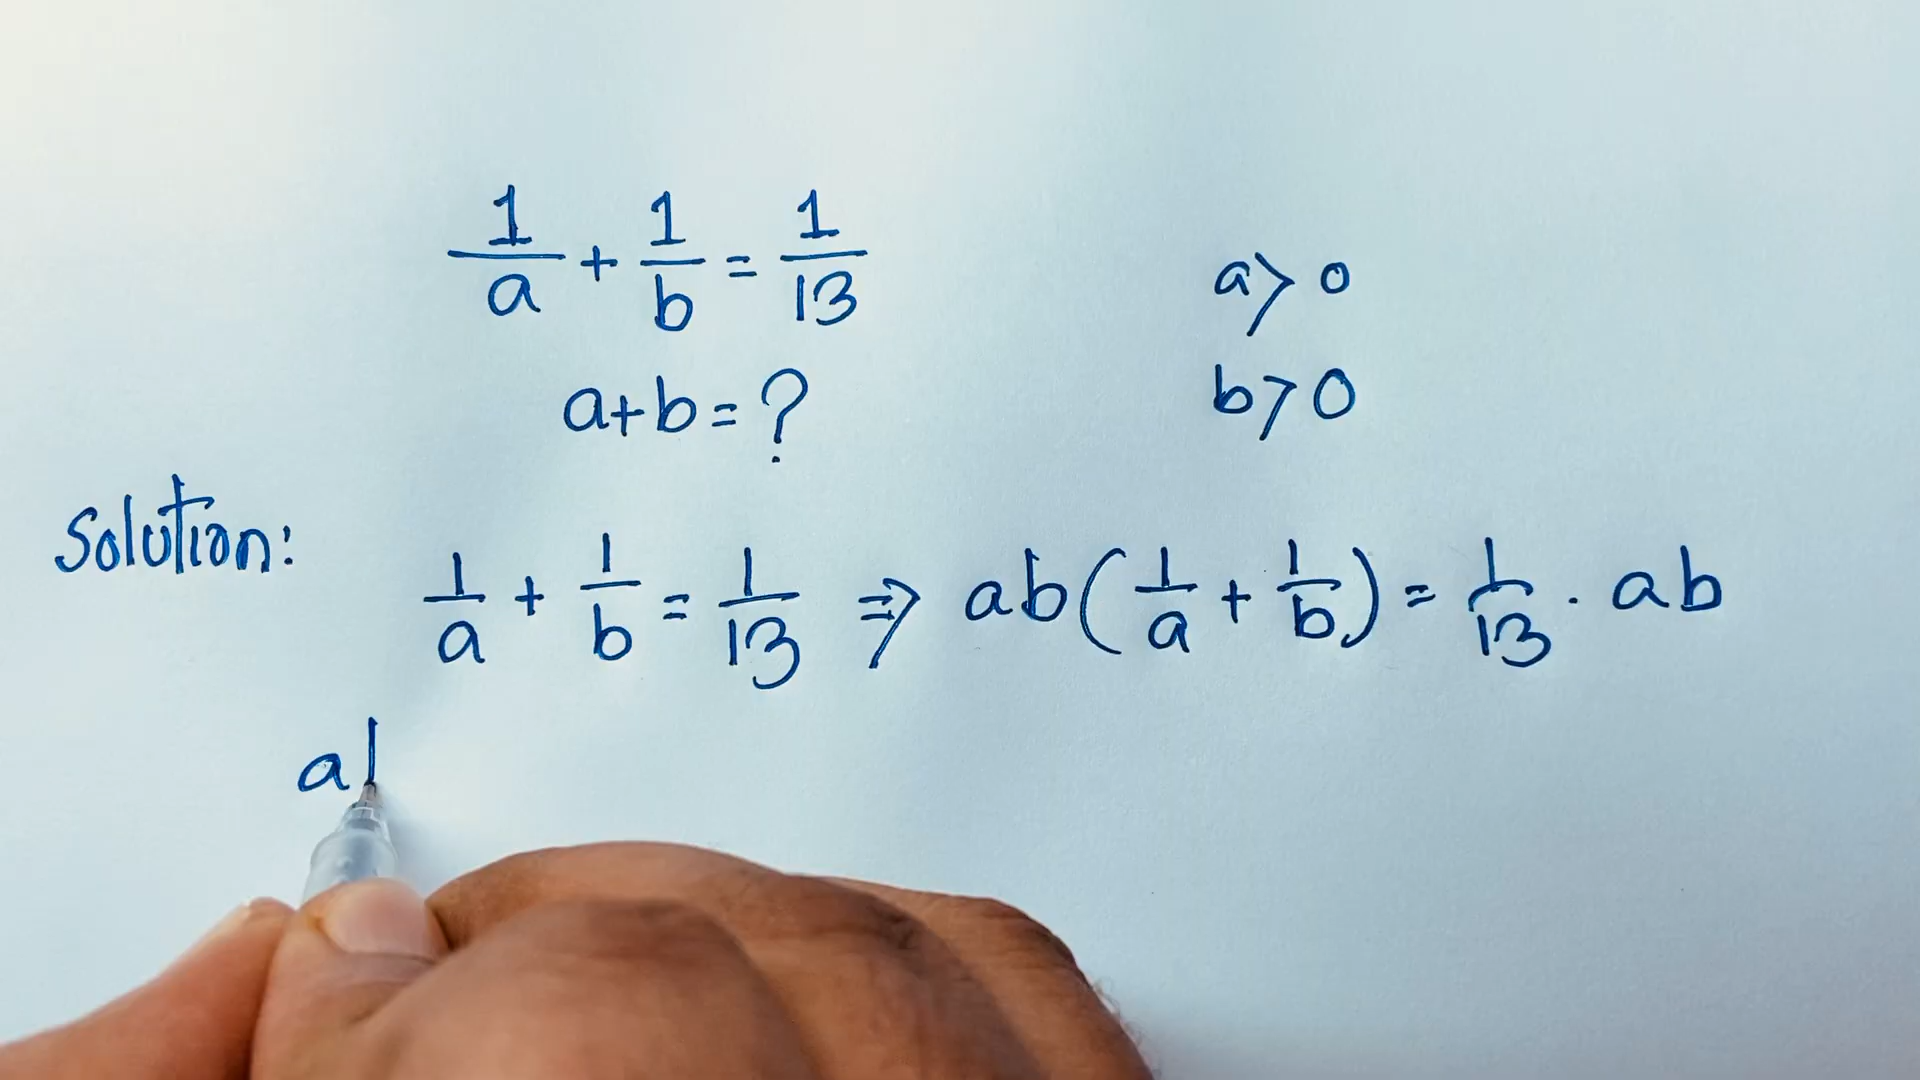 1/a + 1/b = 1/13 a > 0
a+b = ? b > 0
Solution:
1/a + 1/b = 1/13 ⇒ ab(1/a + 1/b) = 1/13 · ab
a